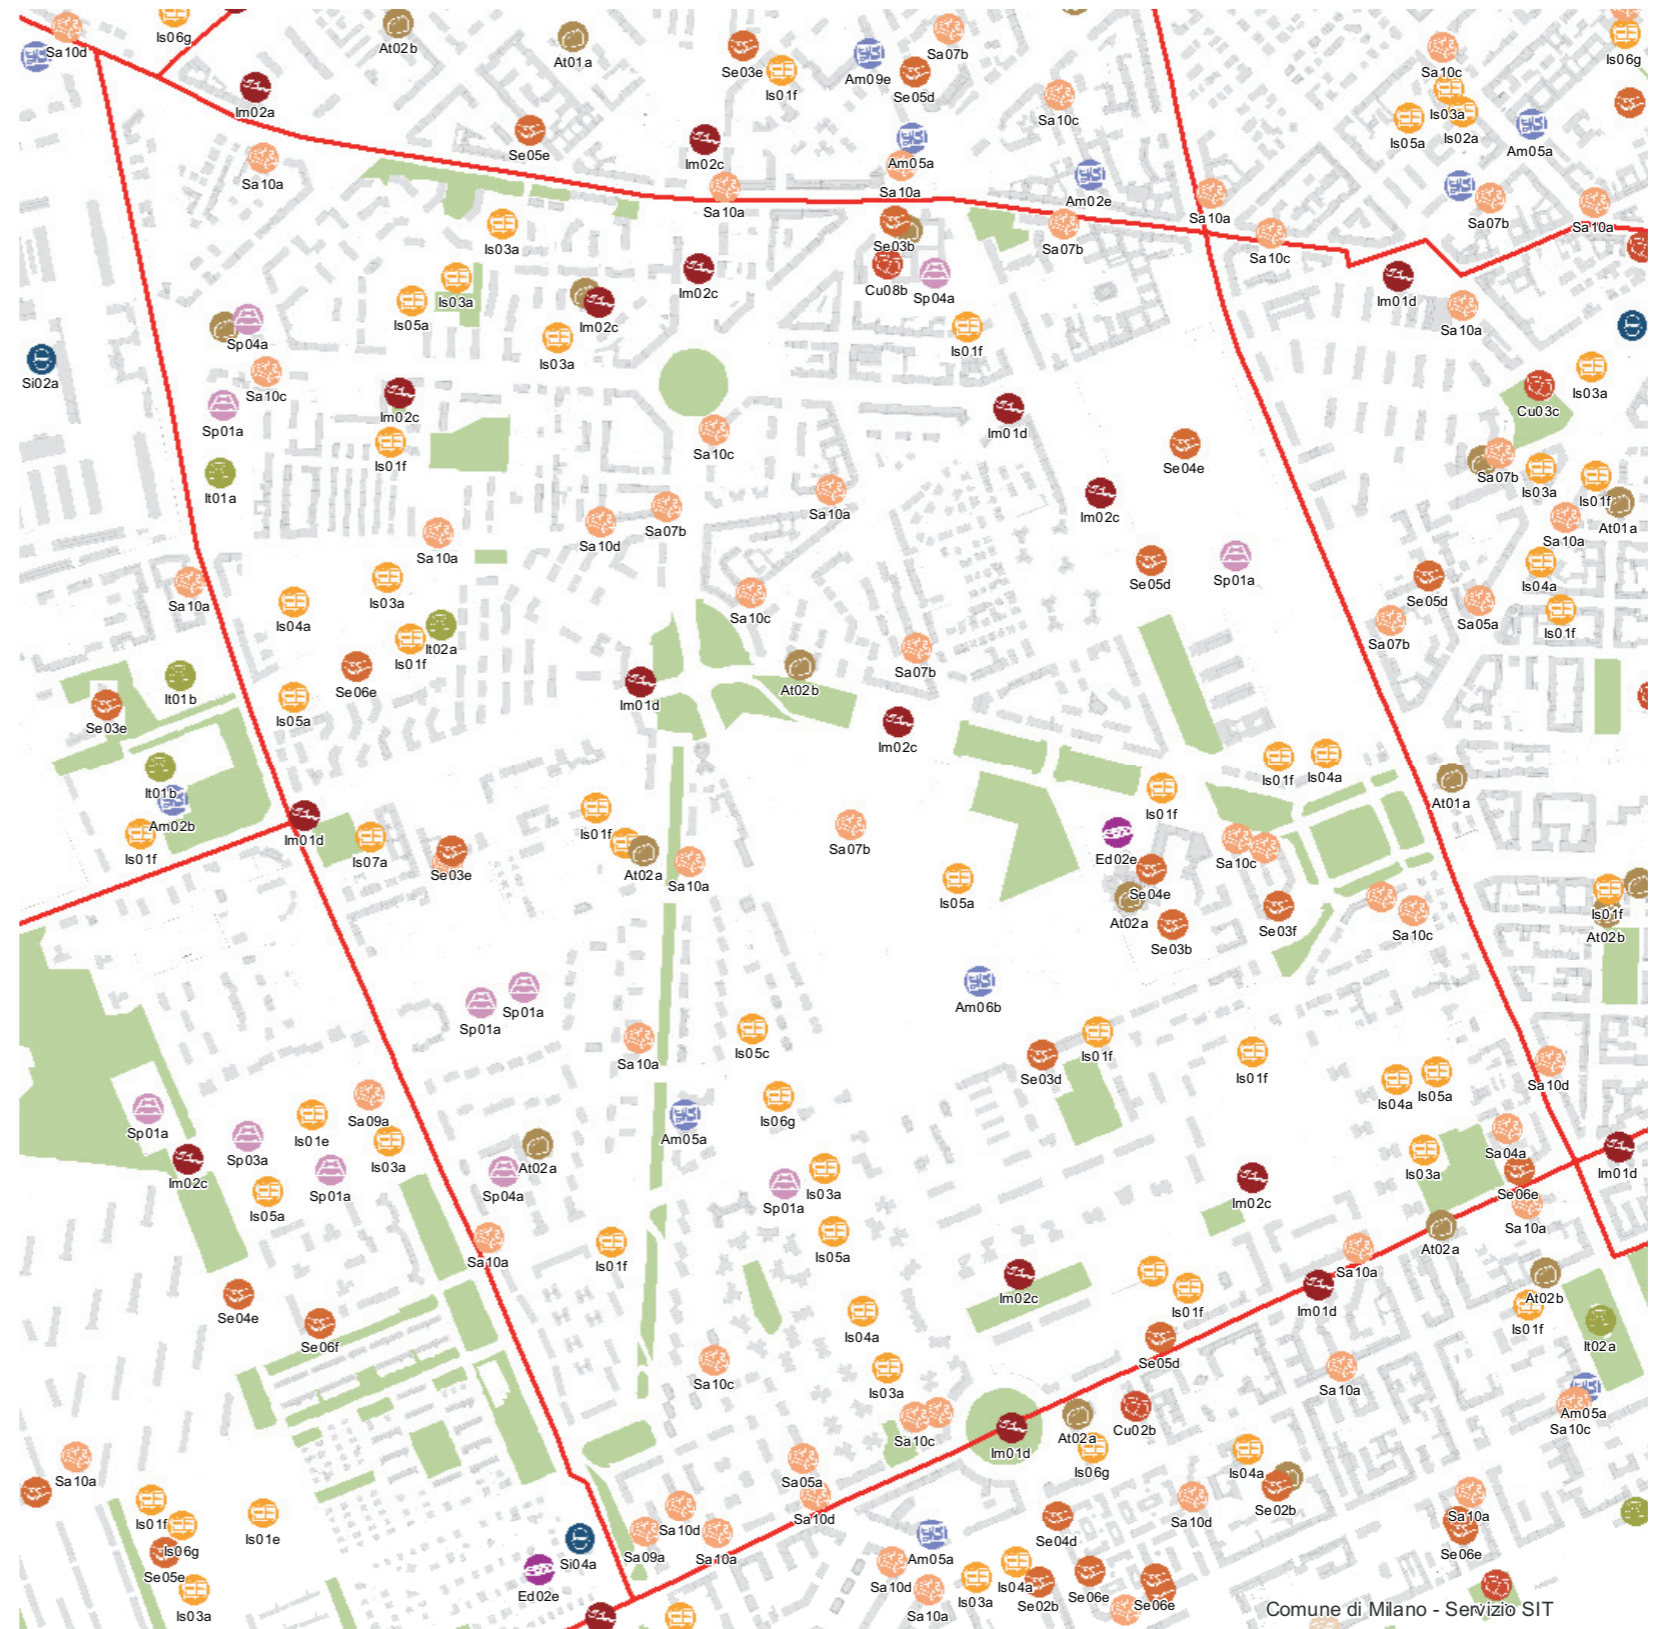 Is06g
Sa10d
At02b
At01a
Se03e
Is01f
Am09e
Sa07b
Se05d
Sa10c
Sa10c
Is06g
Is03a
Is05a
Is02a
Am05a
Im02a
Se05e
Im02c
Am05a
Sa10a
Sa10a
Sa10a
Am02e
Sa07b
Sa10a
Sa10c
Sa07b
Sa10a
Is03a
Se03b
Im02c
Cu08b
Sp04a
Im01d
Sa10a
Is03a
Is05a
Im02c
Sp04a
Is03a
Is01f
Si02a
Sa10c
Sp01a
Im02c
Is03a
Cu03c
Im01d
Sa10c
Is01f
Se04e
It01a
Sa07b
Is03a
Is01f
At01a
Im02c
Sa10a
Sa10d
Sa07b
Sa10a
Sa10a
Se05d
Sp01a
Is04a
Sa10a
Is04a
Is03a
Sa10c
Se05d
Sa05a
Is01f
Sa07b
Is01f
It02a
Se06e
Sa07b
It01b
Is05a
Im01d
At02b
Se03e
Im02c
Is01f
Is04a
At01a
It01b
Am02b
Is01f
Im01d
Is07a
Is01f
Is01f
Sa07b
Se03e
At02a
Sa10a
Ed02e
Sa10c
Se04e
Is05a
At02a
Se03b
Se03f
Sa10c
Is01f
At02b
Sp01a
Sp01a
Am06b
Sa10a
Is05c
Is01f
Se03d
Is01f
Sa10d
Is04a
Is05a
Sp01a
Is01e
Sa09a
Is06g
Am05a
Sp03a
Is03a
Sa04a
Im02c
Sp01a
At02a
Sp04a
Is03a
Sp01a
Is03a
Im01d
Im02c
Se06e
Is05a
Sa10a
Sa10a
Is01f
Is05a
At02a
Sa10a
Im02c
Is01f
Im01d
At02b
Is01f
Se04e
Se06f
Is04a
Se05d
It02a
Sa10c
Is03a
Sa10a
Am05a
Sa10c
Sa10c
Im01d
At02a
Cu02b
Is06g
Is04a
Sa10a
Sa05a
Se02b
Is01f
Sa10d
Sa10d
Sa10d
Sa10a
Is01e
Is06g
Se05e
Sa09a
Sa10a
Se04d
Se06e
Si04a
Am05a
Is03a
Ed02e
Sa10d
Is04a
Sa10a
Is03a
Se02b
Se06e
Se06e
Comune di Milano - Servizio SIT